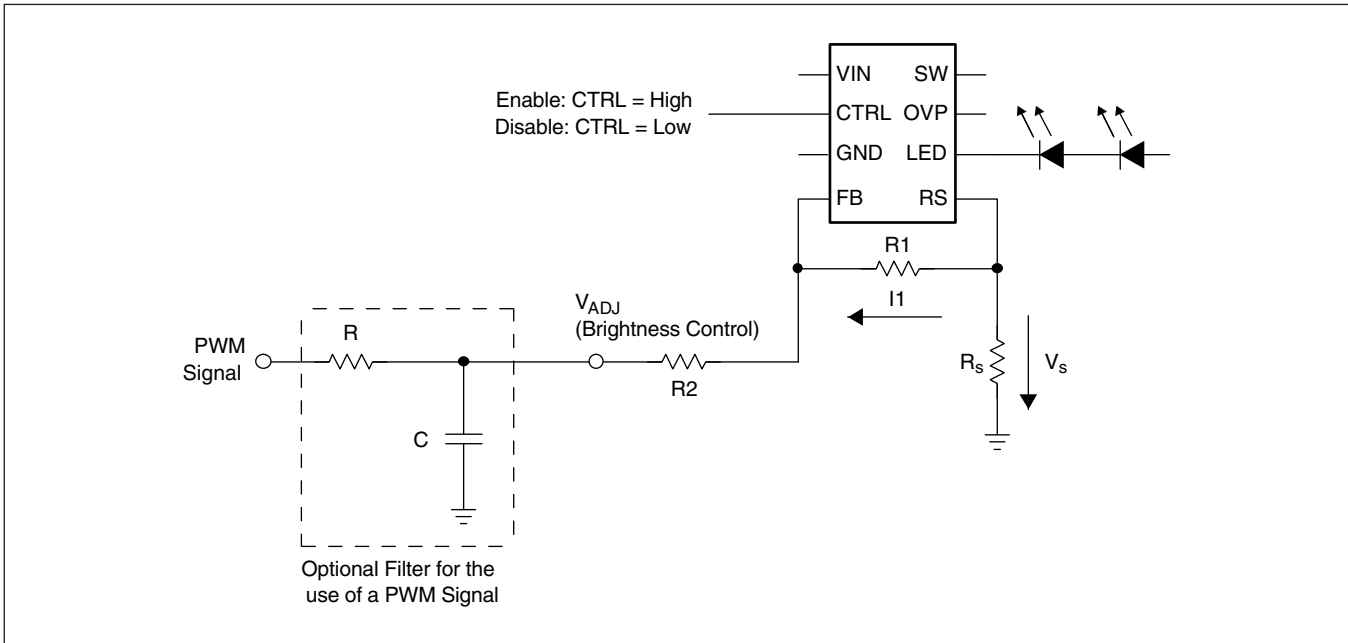 Enable: CTRL = High
Disable: CTRL = Low
VIN
SW
CTRL
OVP
GND
LED
FB
RS
R1
I1
VADJ
(Brightness Control)
R
PWM
Signal
R2
Rs
Vs
C
Optional Filter for the
use of a PWM Signal